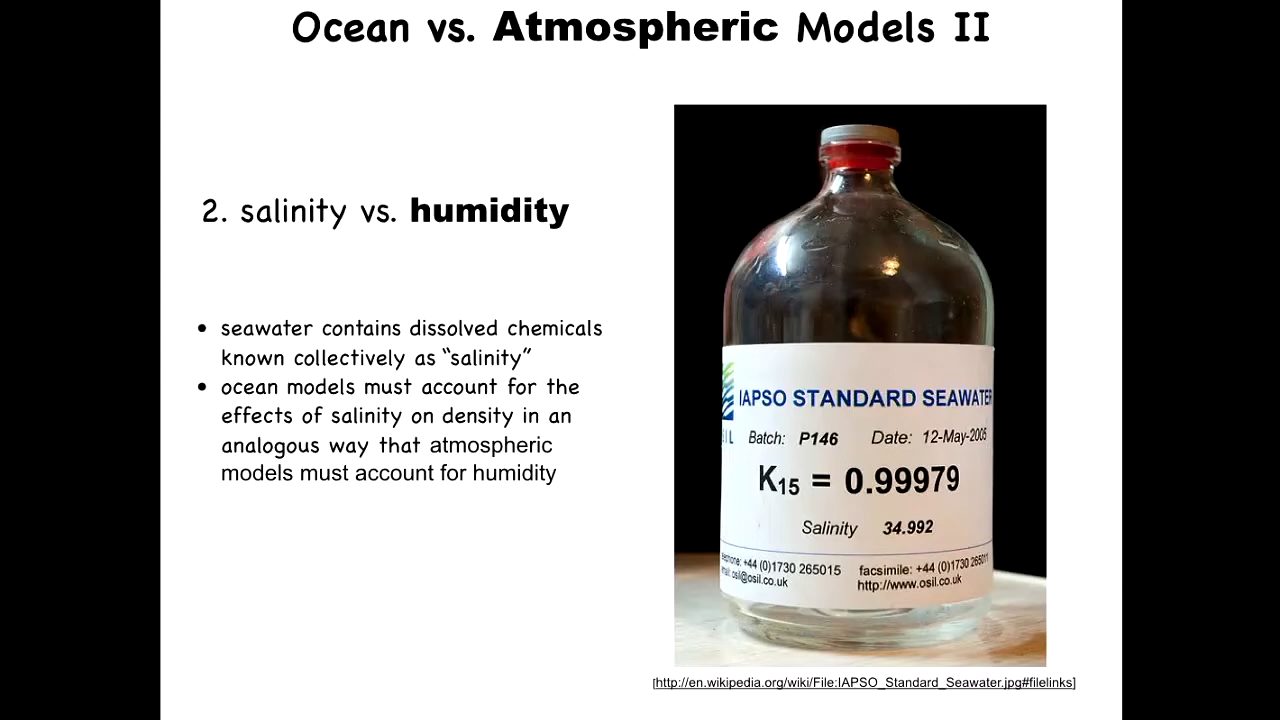 Ocean vs. Atmospheric Models II
2. salinity vs. humidity
• seawater contains dissolved chemicals
known collectively as “salinity”
• ocean models must account for the
effects of salinity on density in an
analogous way that atmospheric
models must account for humidity
IAPSO STANDARD SEAWATER
Batch: P146 Date: 12-May-2005
K15 = 0.99979
Salinity 34.992
+44 (0)1730 265015 facsimile: +44 (0)1730 265011
osil@osil.co.uk http://www.osil.co.uk
[http://en.wikipedia.org/wiki/File:IAPSO_Standard_Seawater.jpg#filelinks]